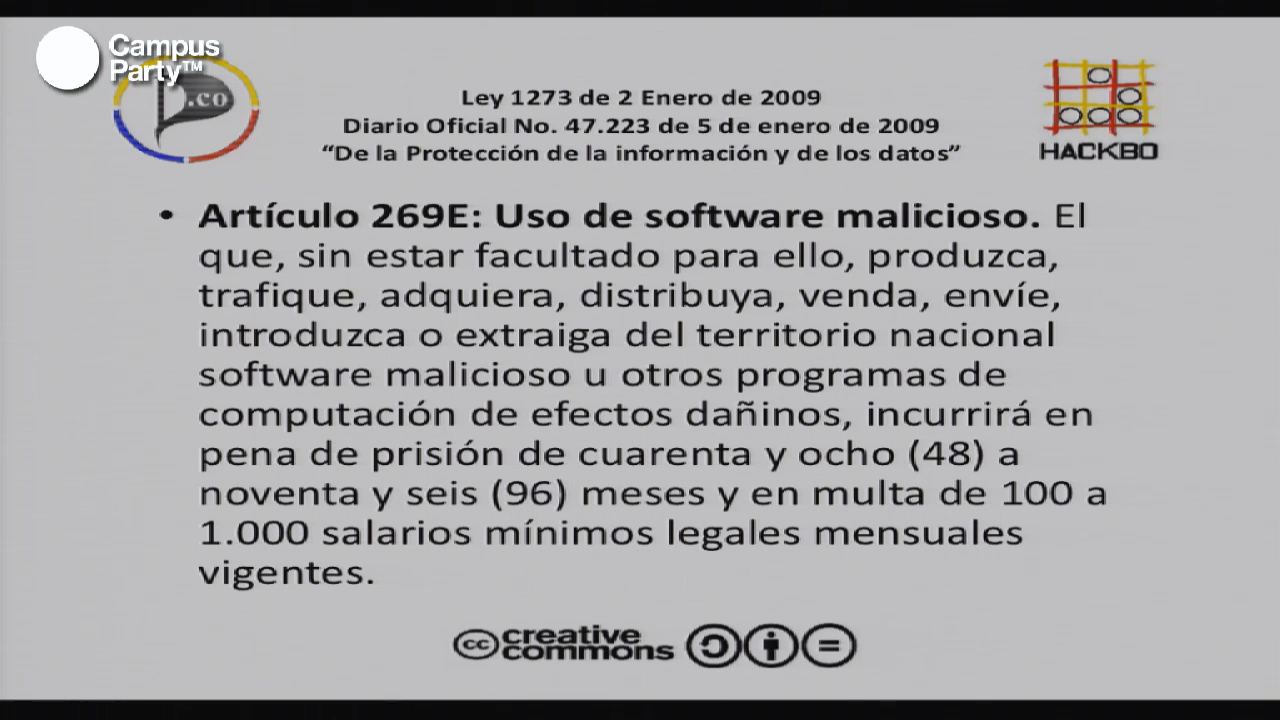 Campus
Party™
.co
Ley 1273 de 2 Enero de 2009
Diario Oficial No. 47.223 de 5 de enero de 2009
“De la Protección de la información y de los datos”
HACKBO
• Artículo 269E: Uso de software malicioso. El
que, sin estar facultado para ello, produzca,
trafique, adquiera, distribuya, venda, envíe,
introduzca o extraiga del territorio nacional
software malicioso u otros programas de
computación de efectos dañinos, incurrirá en
pena de prisión de cuarenta y ocho (48) a
noventa y seis (96) meses y en multa de 100 a
1.000 salarios mínimos legales mensuales
vigentes.
cc creative
commons